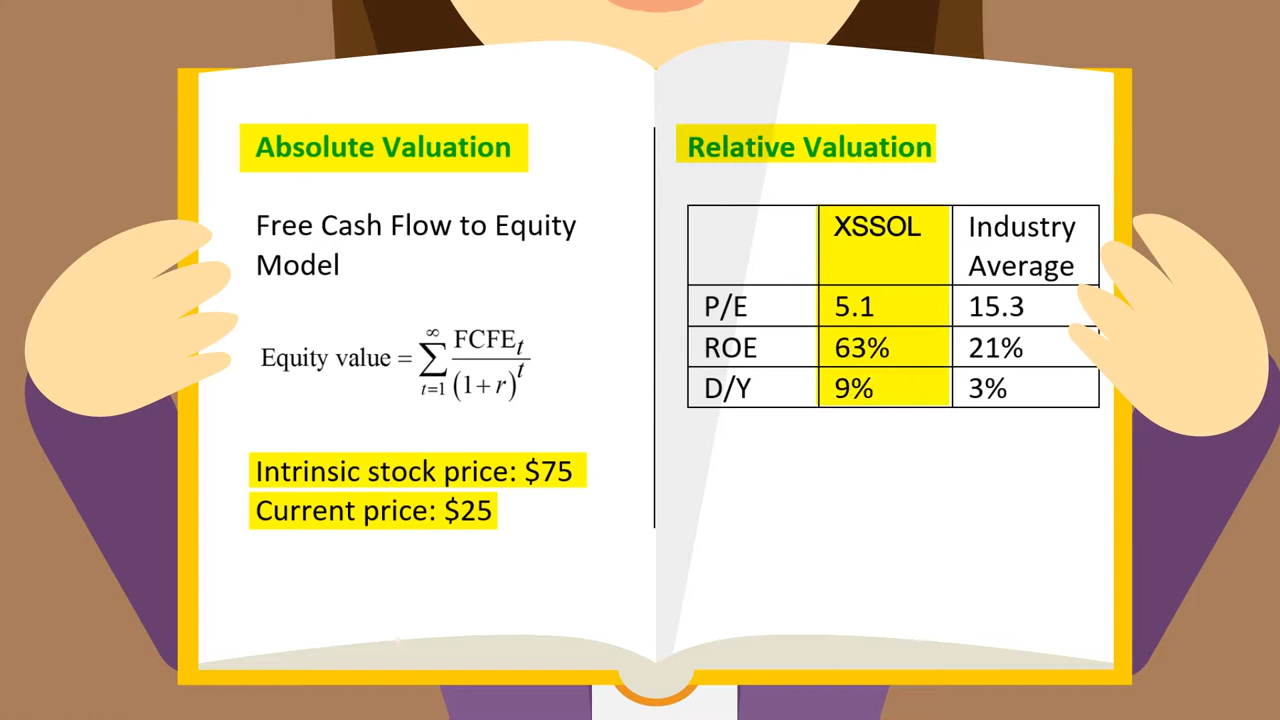 Absolute Valuation
Free Cash Flow to Equity
Model
Equity value = ∑_{t=1}^{∞} FCFE_t / (1+r)^t
Intrinsic stock price: $75
Current price: $25
Relative Valuation
XSSOL Industry
Average
P/E 5.1 15.3
ROE 63% 21%
D/Y 9% 3%